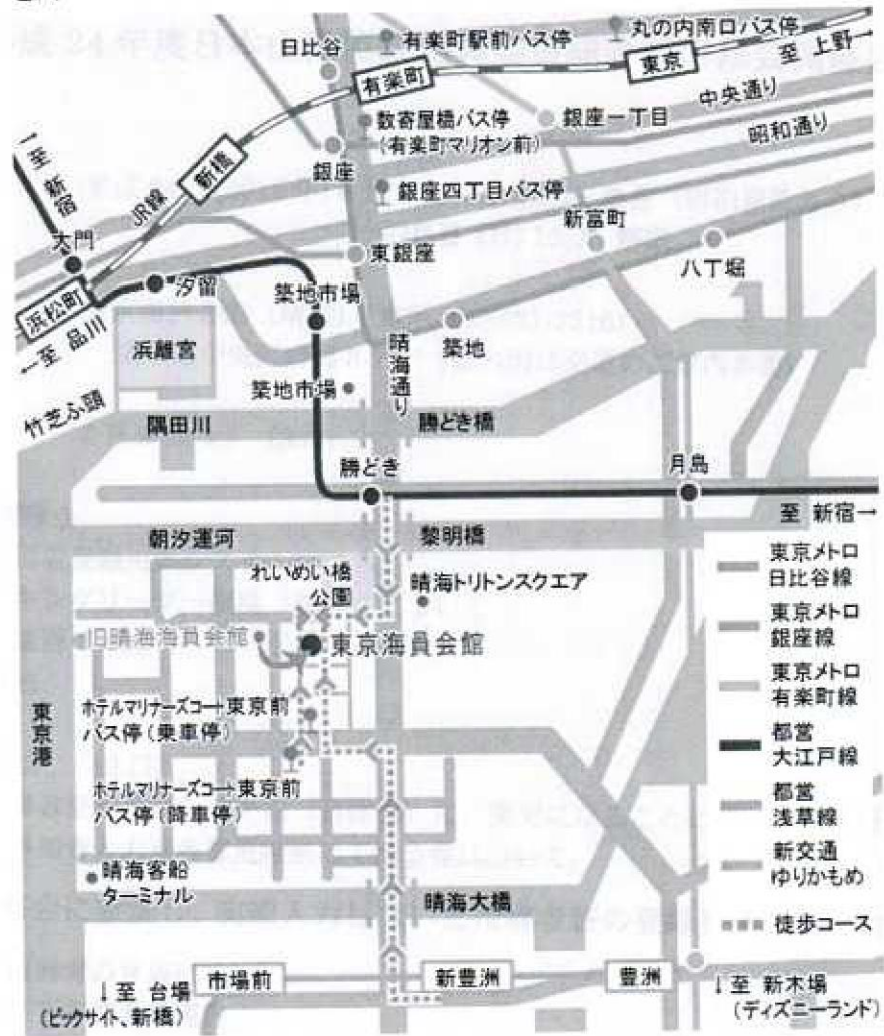 日比谷
有楽町駅前バス停
丸の内南口バス停
至 上野→
有楽町
東京
中央通り
昭和通り
数寄屋橋バス停
(有楽町マリオン前)
銀座一丁目
銀座
新橋
JR線
←至 新宿
大門
銀座四丁目バス停
新富町
東銀座
八丁堀
浜松町
←至 品川
汐留
築地市場
築地
晴海通り
浜離宮
築地市場
竹芝ふ頭
隅田川
勝どき橋
勝どき
月島
至 新宿→
朝汐運河
黎明橋
れいめい橋
公園
晴海トリトンスクエア
旧晴海海員会館
東京海員会館
東京港
ホテルマリナーズコート東京前
バス停(乗車停)
ホテルマリナーズコート東京前
バス停(降車停)
晴海客船
ターミナル
晴海大橋
市場前
新豊洲
豊洲
↓至 台場
(ビックサイト、新橋)
↓至 新木場
(ディズニーランド)
東京メトロ
日比谷線
東京メトロ
銀座線
東京メトロ
有楽町線
都営
大江戸線
都営
浅草線
新交通
ゆりかもめ
徒歩コース